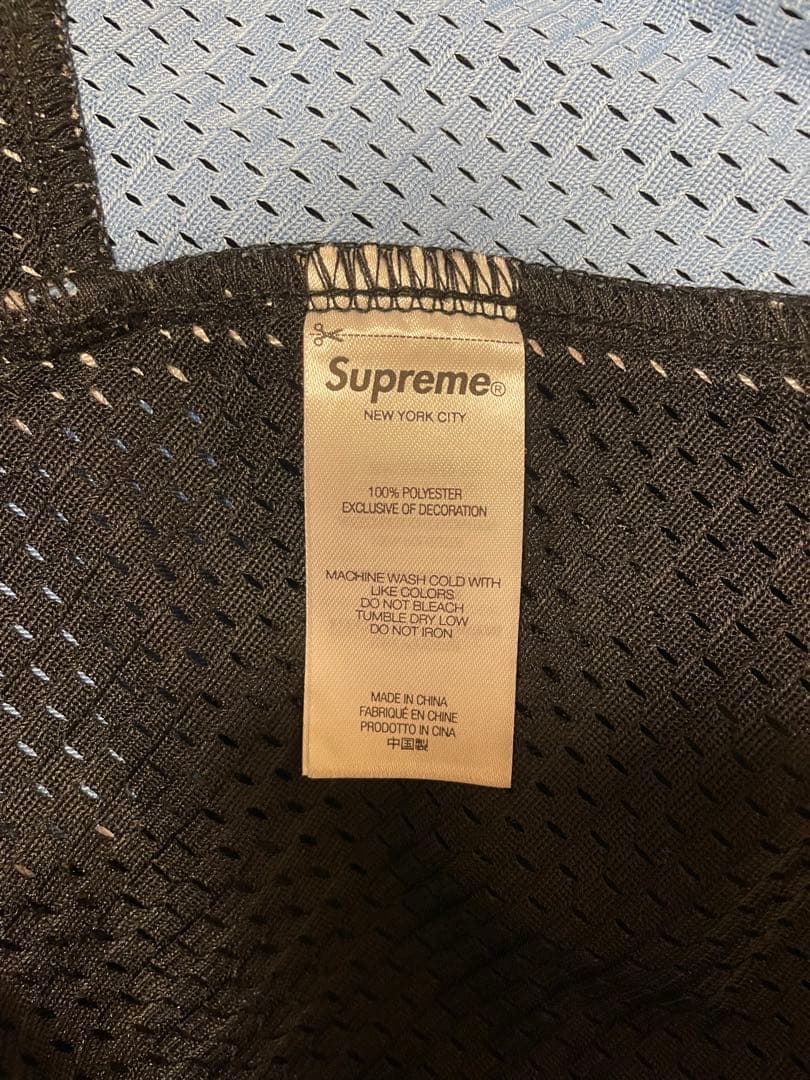 Supreme®
NEW YORK CITY
100% POLYESTER
EXCLUSIVE OF DECORATION
MACHINE WASH COLD WITH
LIKE COLORS
DO NOT BLEACH
TUMBLE DRY LOW
DO NOT IRON
MADE IN CHINA
FABRIQUÉ EN CHINE
PRODOTTO IN CINA
中国製